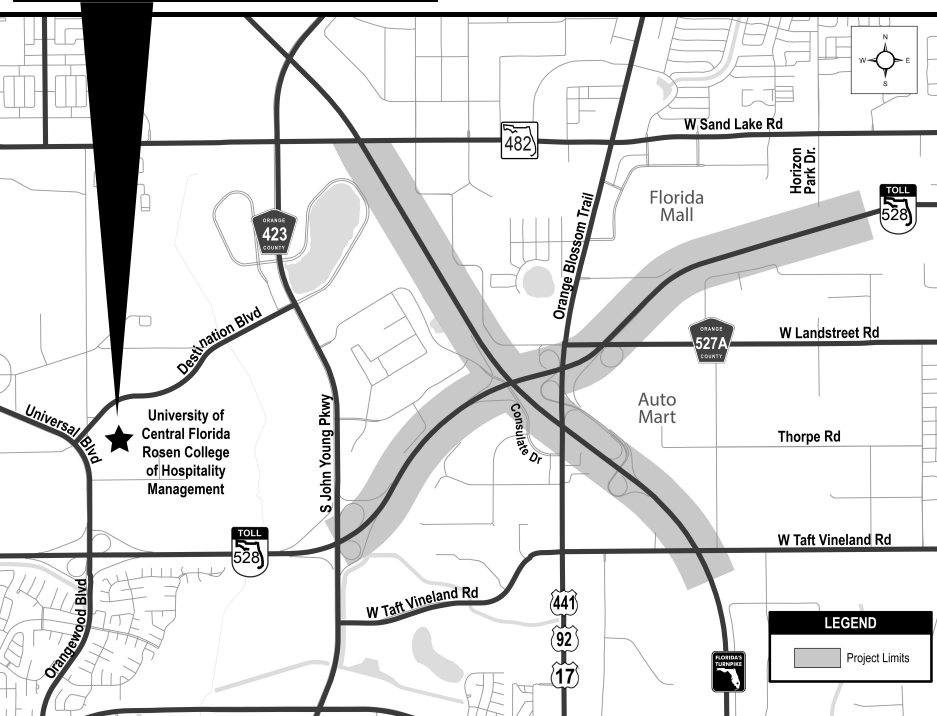 N
W E
S
W Sand Lake Rd
482
Horizon
Park Dr.
TOLL
528
Florida
Mall
ORANGE
423
COUNTY
Orange Blossom Trail
Destination Blvd
ORANGE
527A
COUNTY
W Landstreet Rd
Universal Blvd
University of
Central Florida
Rosen College
of Hospitality
Management
S John Young Pkwy
Consulate Dr
Auto
Mart
Thorpe Rd
TOLL
528
W Taft Vineland Rd
Orangewood Blvd
W Taft Vineland Rd
441
92
17
FLORIDA'S
TURNPIKE
LEGEND
Project Limits